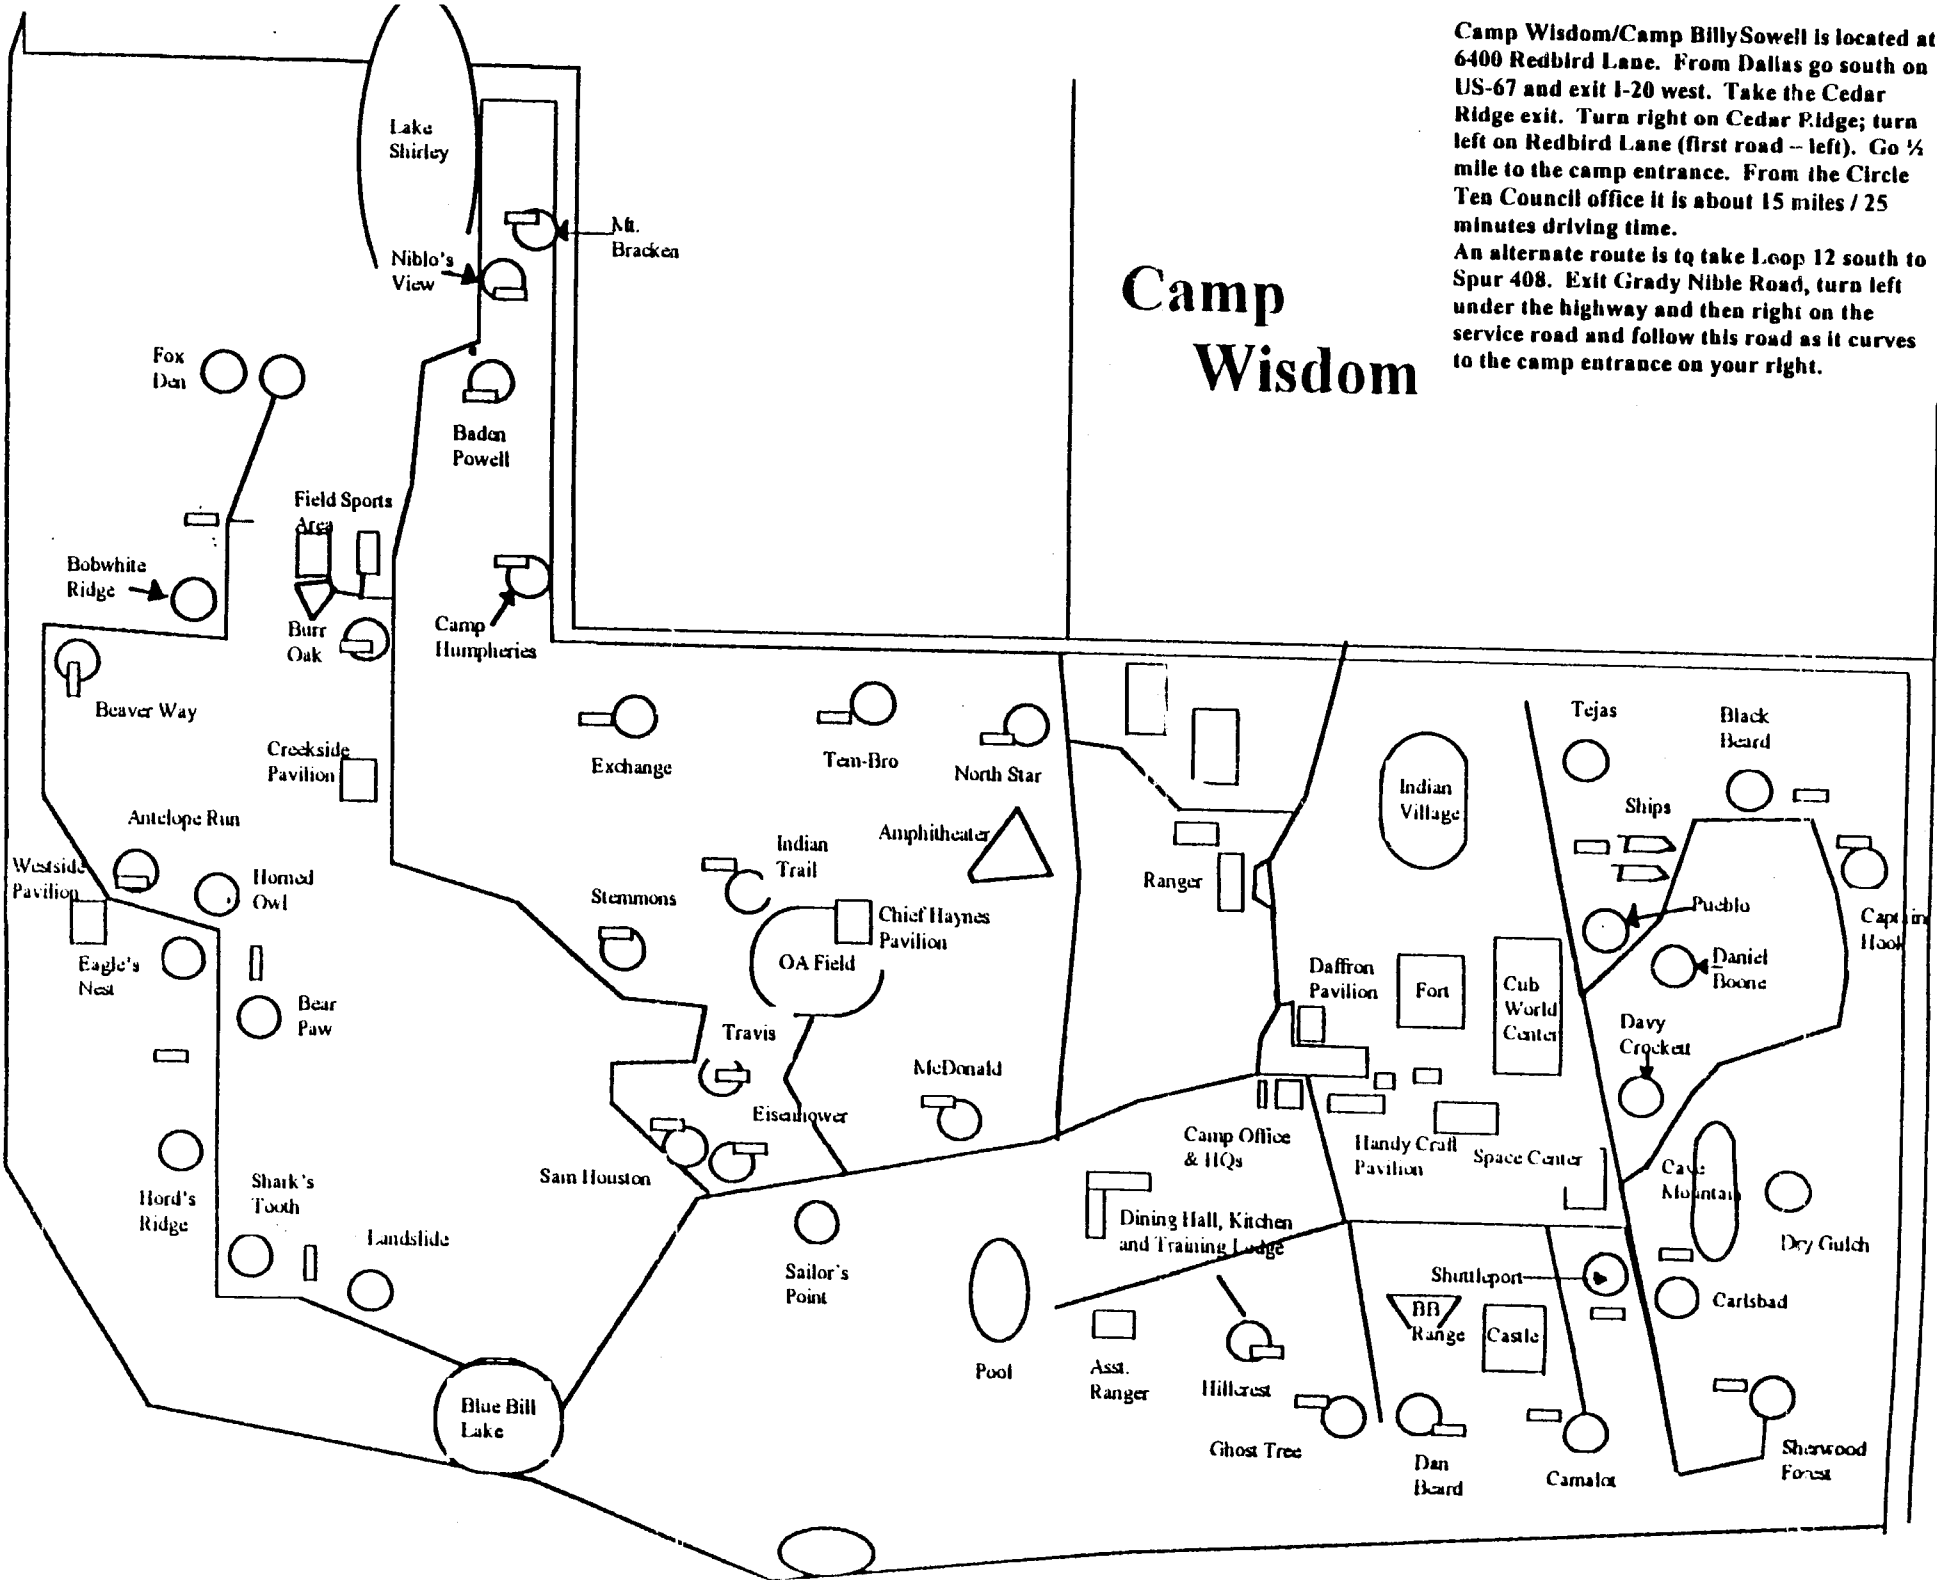 Camp Wisdom/Camp Billy Sowell is located at
6400 Redbird Lane. From Dallas go south on
US-67 and exit I-20 west. Take the Cedar
Ridge exit. Turn right on Cedar Ridge; turn
left on Redbird Lane (first road -- left). Go ½
mile to the camp entrance. From the Circle
Ten Council office it is about 15 miles / 25
minutes driving time.
An alternate route is to take Loop 12 south to
Spur 408. Exit Grady Nible Road, turn left
under the highway and then right on the
service road and follow this road as it curves
to the camp entrance on your right.
Camp
Wisdom
Lake
Shirley
Mt.
Bracken
Niblo's
View
Fox
Den
Baden
Powell
Field Sports
Area
Bobwhite
Ridge
Burr
Oak
Camp
Humpheries
Beaver Way
Creekside
Pavilion
Exchange
Tem-Bro
North Star
Tejas
Black
Beard
Indian
Village
Ships
Antelope Run
Amphitheater
Indian
Trail
Westside
Pavilion
Horned
Owl
Ranger
Stemmons
Chief Haynes
Pavilion
Pueblo
Captain
Hook
OA Field
Eagle's
Nest
Bear
Paw
Daffron
Pavilion
Fort
Cub
World
Center
Daniel
Boone
Travis
Davy
Crockett
McDonald
Eisenhower
Camp Office
& HQs
Handy Craft
Pavilion
Space Center
Cave
Mountain
Sam Houston
Hord's
Ridge
Shark's
Tooth
Landslide
Dining Hall, Kitchen
and Training Lodge
Dry Gulch
Sailor's
Point
Shuttleport
Carlsbad
BB
Range
Castle
Pool
Asst.
Ranger
Hillcrest
Blue Bill
Lake
Ghost Tree
Dan
Beard
Camalot
Sherwood
Forest